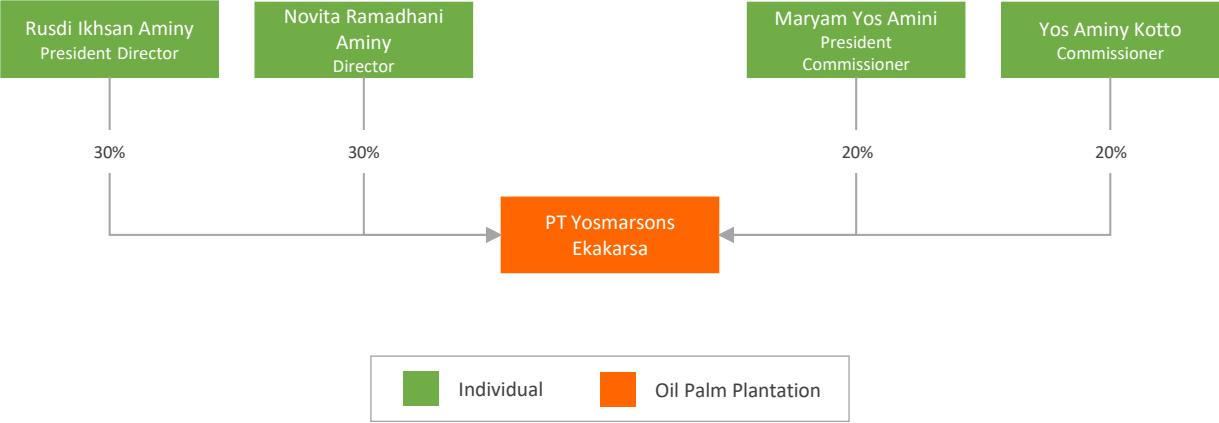 Rusdi Ikhsan Aminy
President Director
Novita Ramadhani
Aminy
Director
Maryam Yos Amini
President
Commissioner
Yos Aminy Kotto
Commissioner
30%
30%
20%
20%
PT Yosmarsons
Ekakarsa
Individual
Oil Palm Plantation